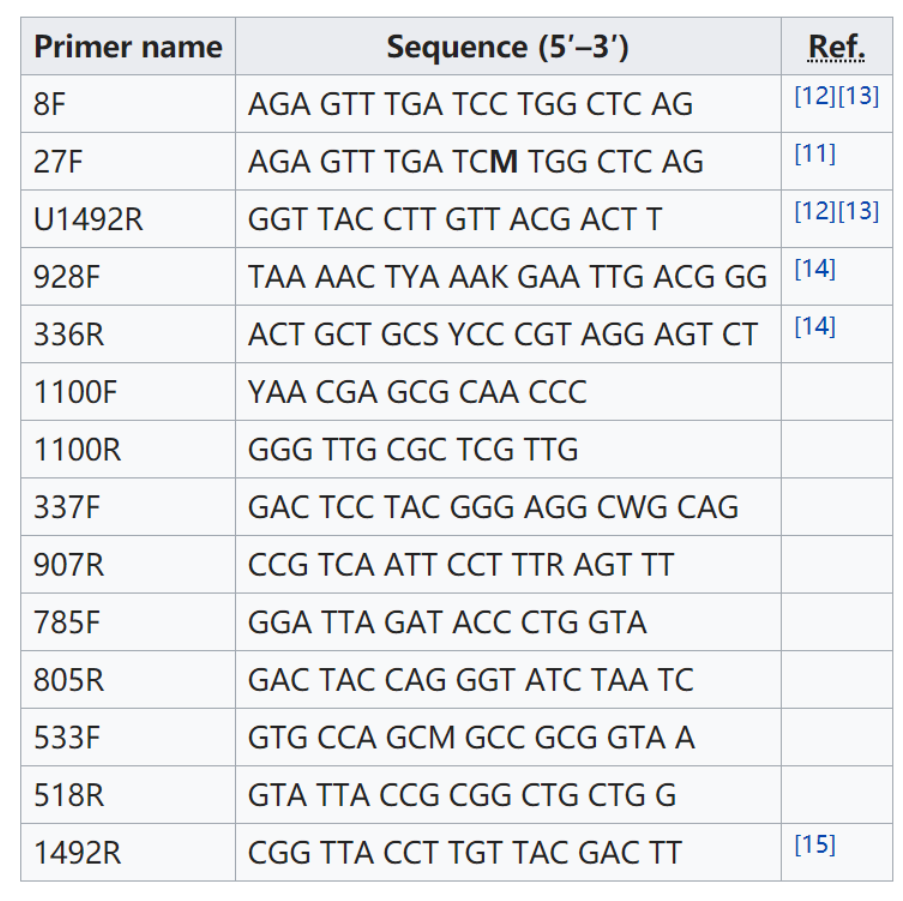 Primer name Sequence (5′–3′) Ref.
8F AGA GTT TGA TCC TGG CTC AG [12][13]
27F AGA GTT TGA TCM TGG CTC AG [11]
U1492R GGT TAC CTT GTT ACG ACT T [12][13]
928F TAA AAC TYA AAK GAA TTG ACG GG [14]
336R ACT GCT GCS YCC CGT AGG AGT CT [14]
1100F YAA CGA GCG CAA CCC
1100R GGG TTG CGC TCG TTG
337F GAC TCC TAC GGG AGG CWG CAG
907R CCG TCA ATT CCT TTR AGT TT
785F GGA TTA GAT ACC CTG GTA
805R GAC TAC CAG GGT ATC TAA TC
533F GTG CCA GCM GCC GCG GTA A
518R GTA TTA CCG CGG CTG CTG G
1492R CGG TTA CCT TGT TAC GAC TT [15]